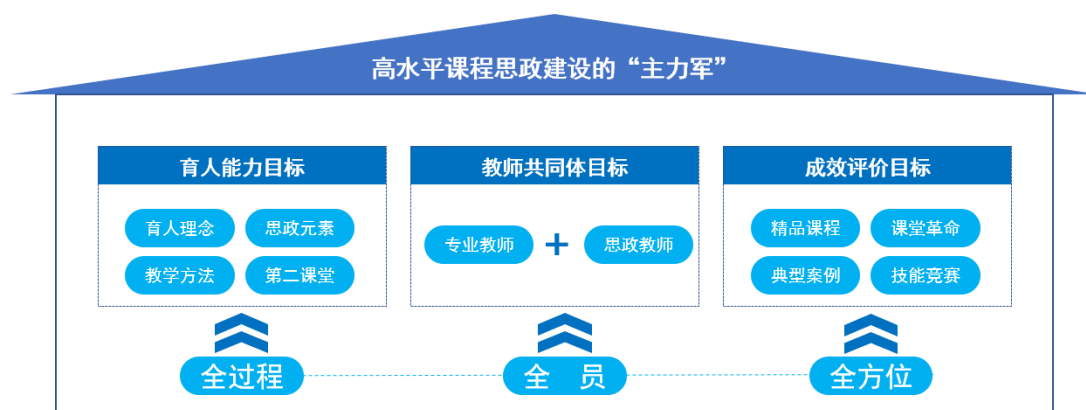 高水平课程思政建设的“主力军”
育人能力目标
育人理念 思政元素
教学方法 第二课堂
教师共同体目标
专业教师 + 思政教师
成效评价目标
精品课程 课堂革命
典型案例 技能竞赛
全过程 全 员 全方位